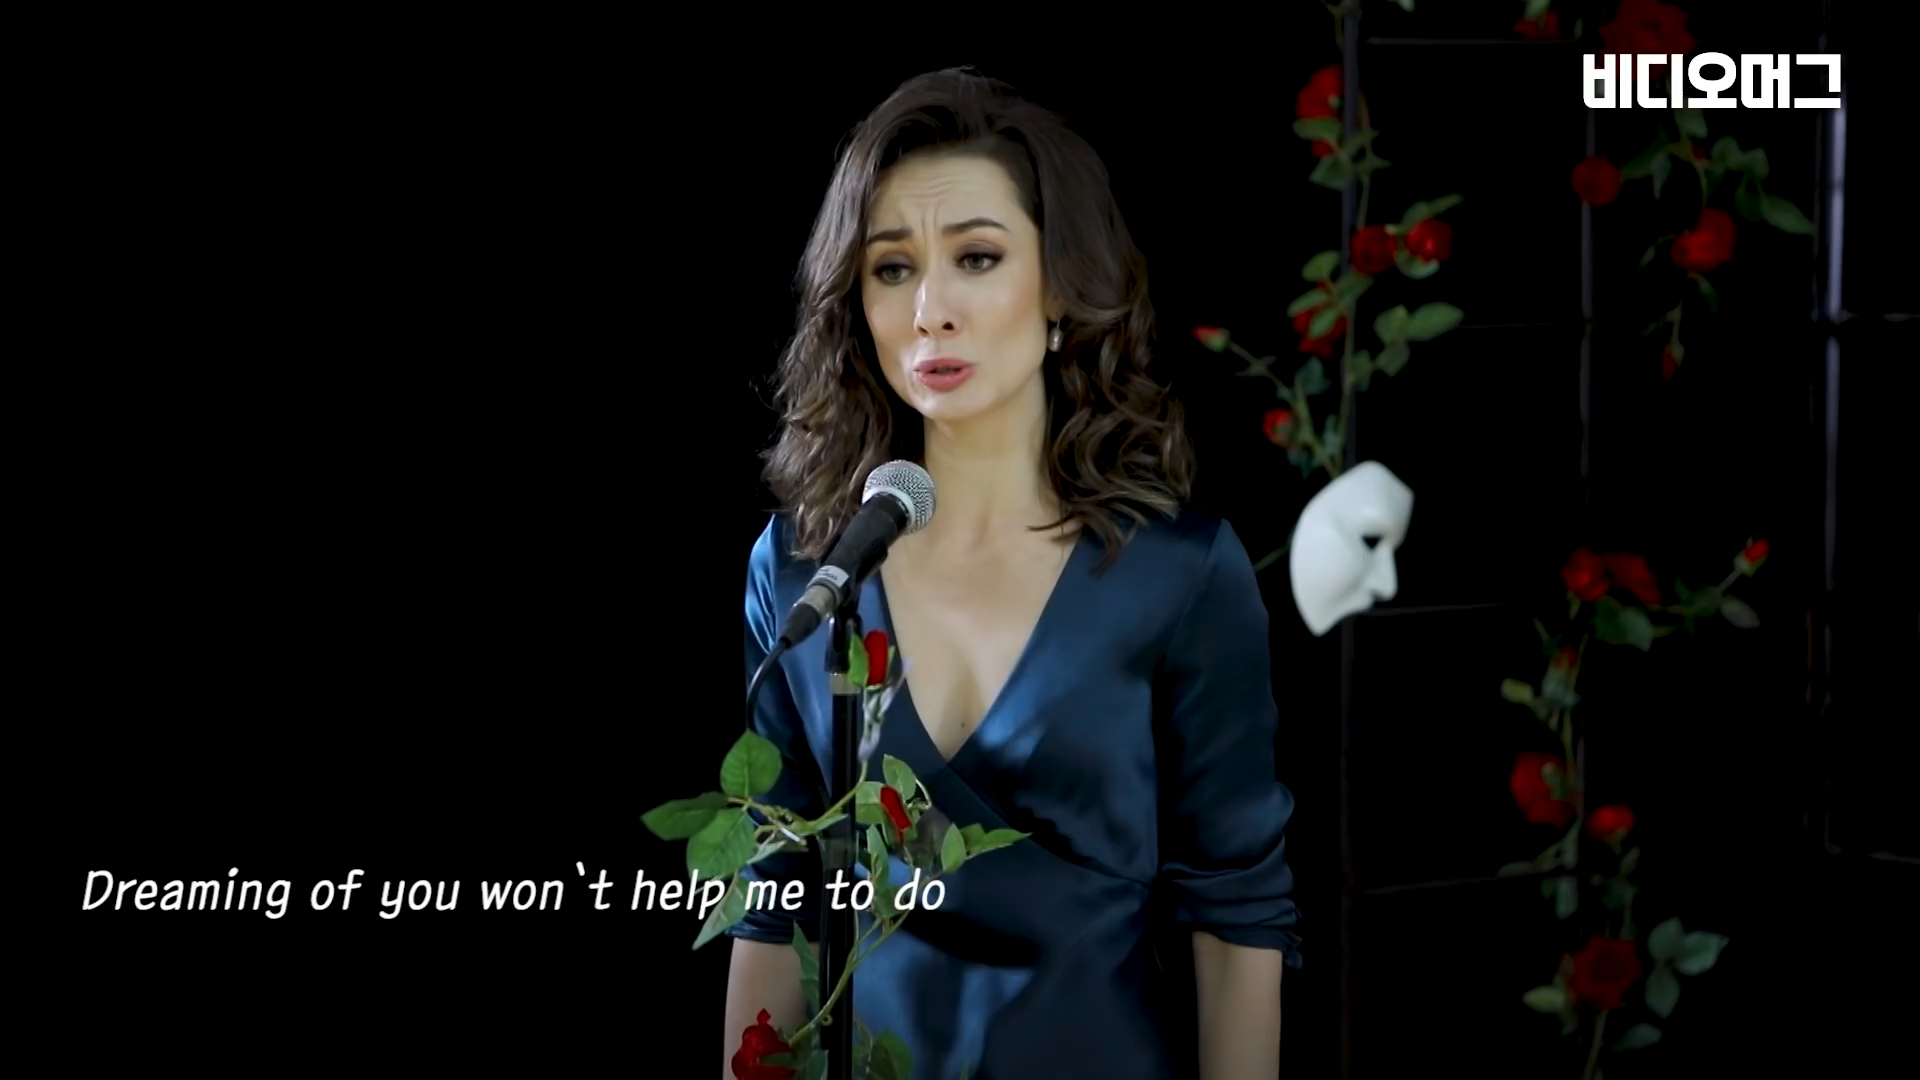 비디오머그
Dreaming of you won`t help me to do